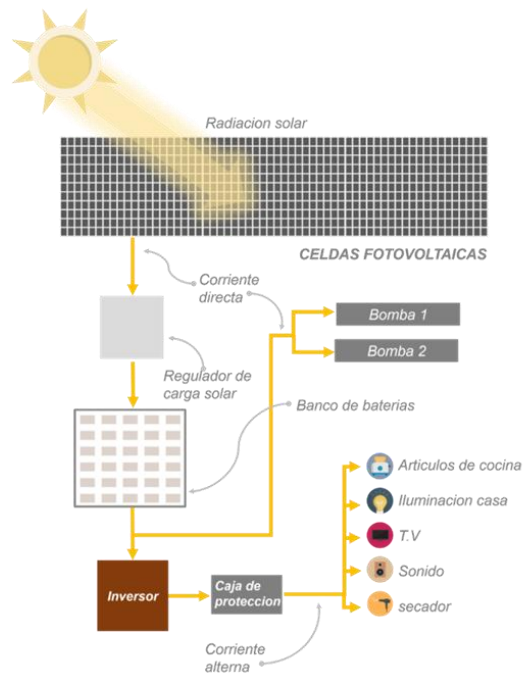 Radiacion solar
CELDAS FOTOVOLTAICAS
Corriente
directa
Bomba 1
Bomba 2
Regulador de
carga solar
Banco de baterias
Articulos de cocina
Iluminacion casa
T.V
Sonido
secador
Inversor
Caja de
proteccion
Corriente
alterna